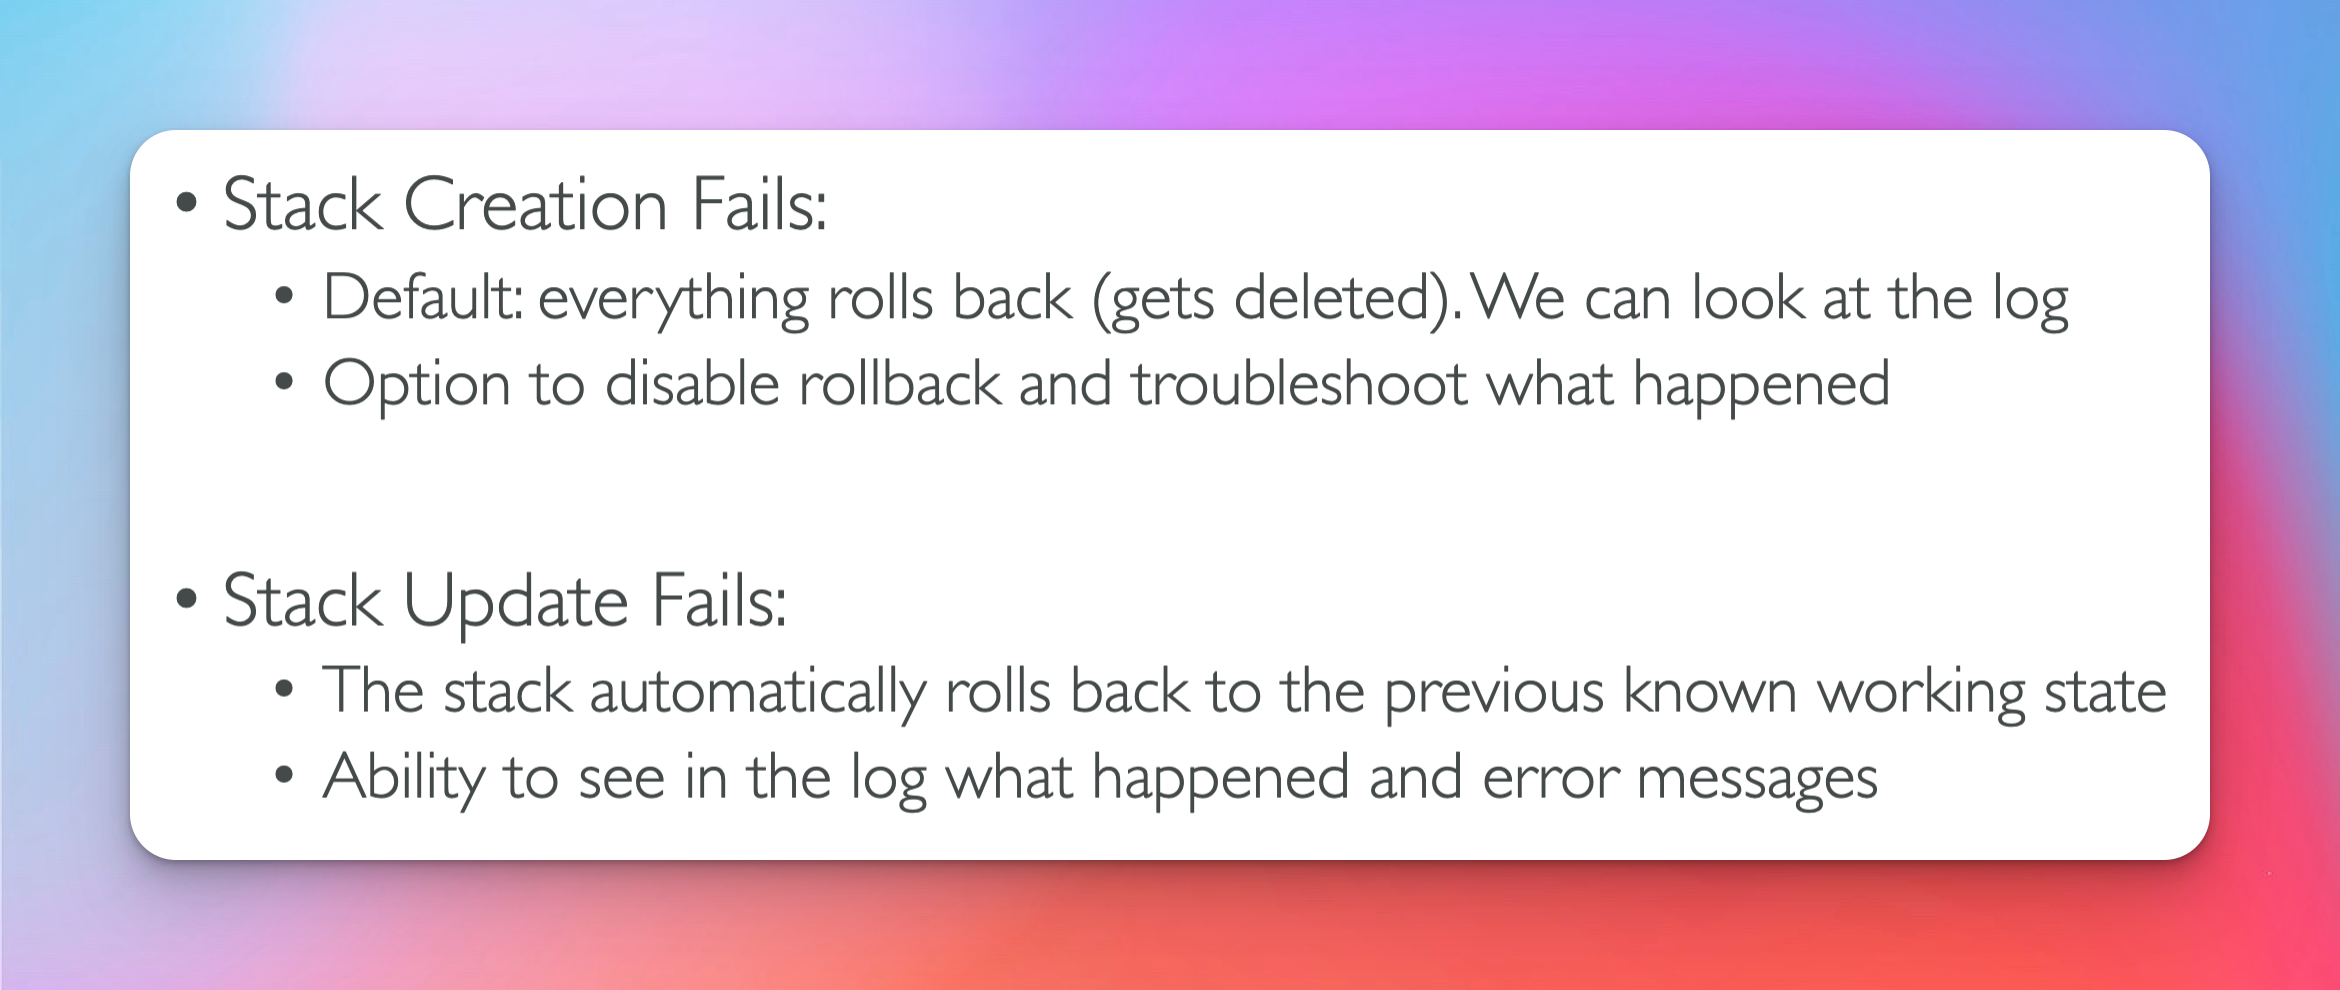 • Stack Creation Fails:
• Default: everything rolls back (gets deleted). We can look at the log
• Option to disable rollback and troubleshoot what happened
• Stack Update Fails:
• The stack automatically rolls back to the previous known working state
• Ability to see in the log what happened and error messages